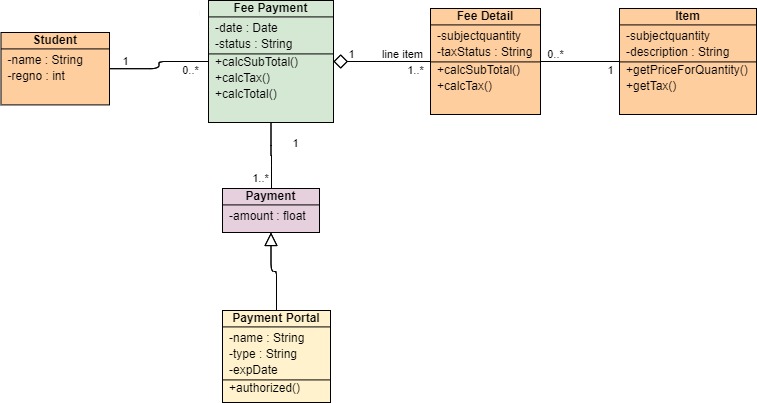 Student
-name : String
-regno : int
1
0..*
Fee Payment
-date : Date
-status : String
+calcSubTotal()
+calcTax()
+calcTotal()
1
line item
1..*
Fee Detail
-subjectquantity
-taxStatus : String
+calcSubTotal()
+calcTax()
0..*
1
Item
-subjectquantity
-description : String
+getPriceForQuantity()
+getTax()
1
1..*
Payment
-amount : float
Payment Portal
-name : String
-type : String
-expDate
+authorized()